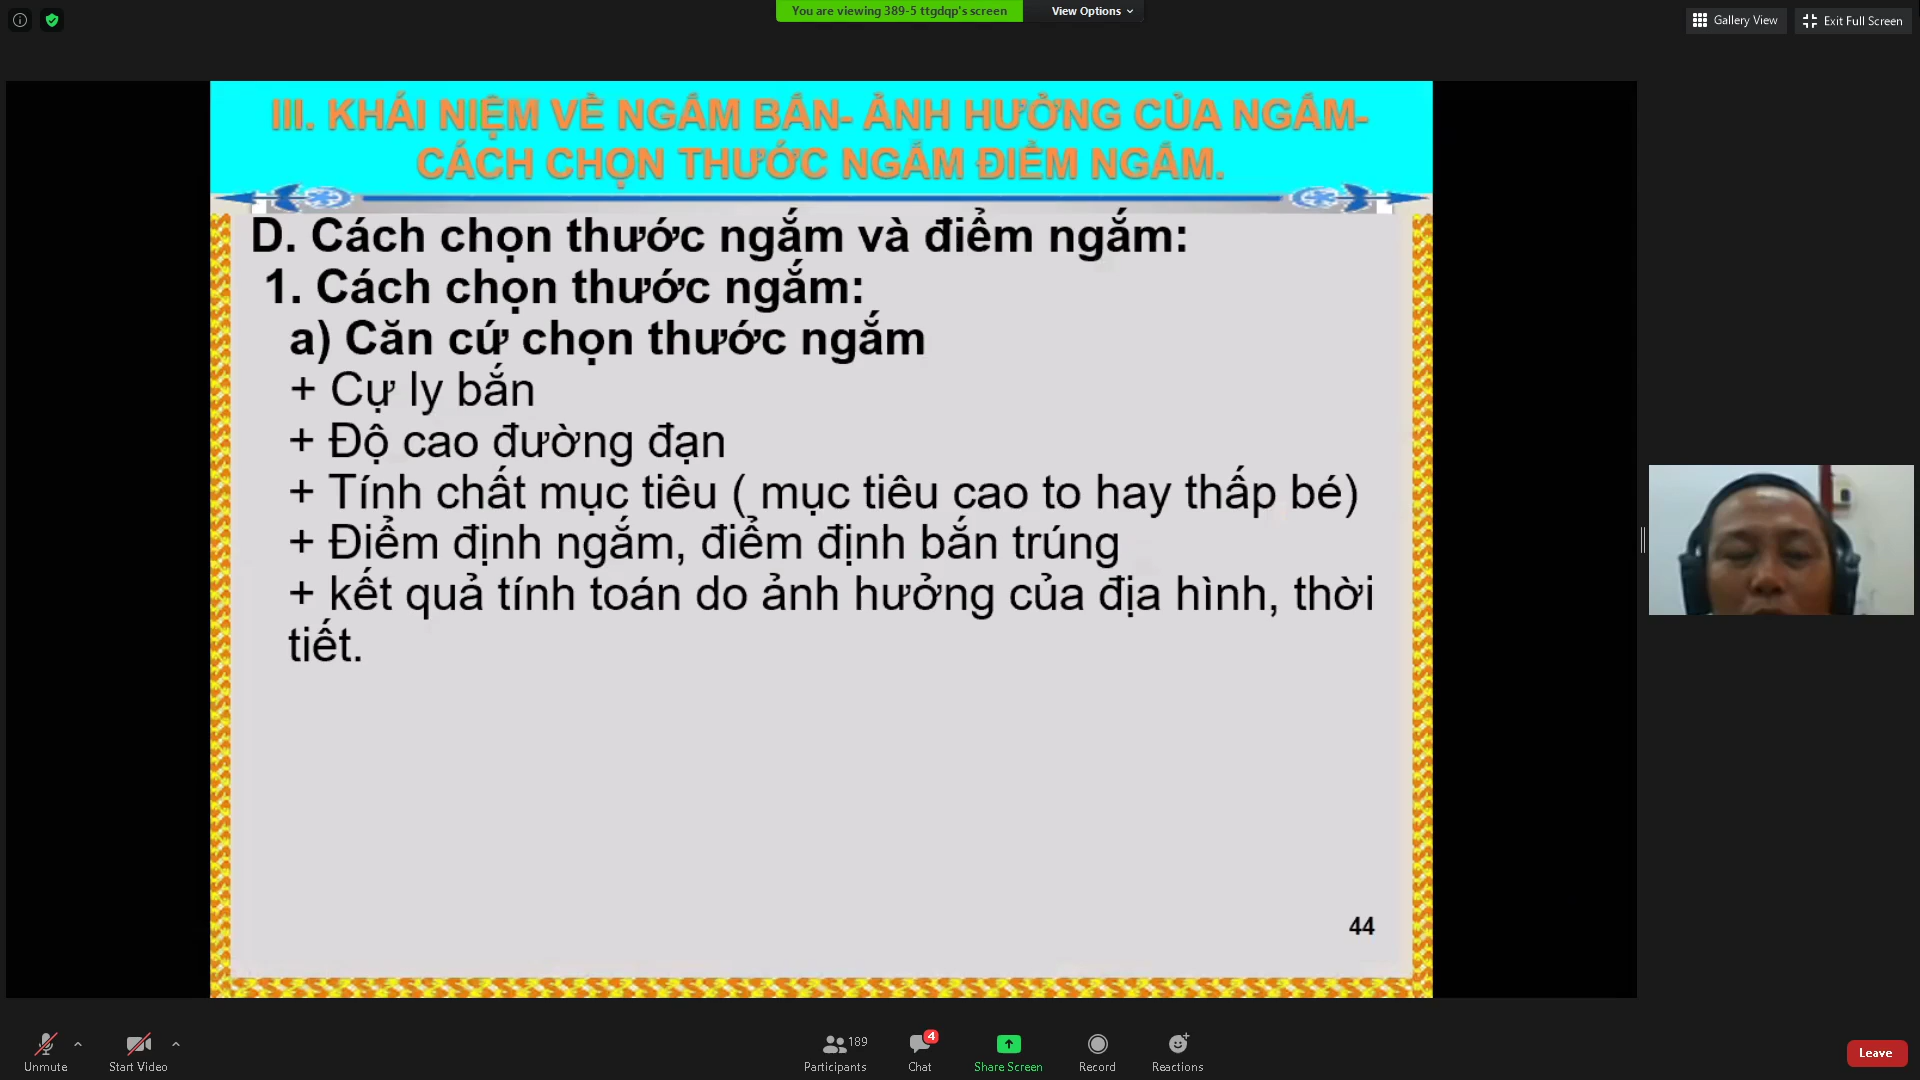 You are viewing 389-5 ttgdqp's screen
View Options
Gallery View
Exit Full Screen
III. KHÁI NIỆM VỀ NGẮM BẮN- ẢNH HƯỞNG CỦA NGẮM-
CÁCH CHỌN THƯỚC NGẮM ĐIỂM NGẮM.
D. Cách chọn thước ngắm và điểm ngắm:
1. Cách chọn thước ngắm:
a) Căn cứ chọn thước ngắm
+ Cự ly bắn
+ Độ cao đường đạn
+ Tính chất mục tiêu ( mục tiêu cao to hay thấp bé)
+ Điểm định ngắm, điểm định bắn trúng
+ kết quả tính toán do ảnh hưởng của địa hình, thời
tiết.
44
Unmute
Start Video
189
Participants
4
Chat
Share Screen
Record
Reactions
Leave